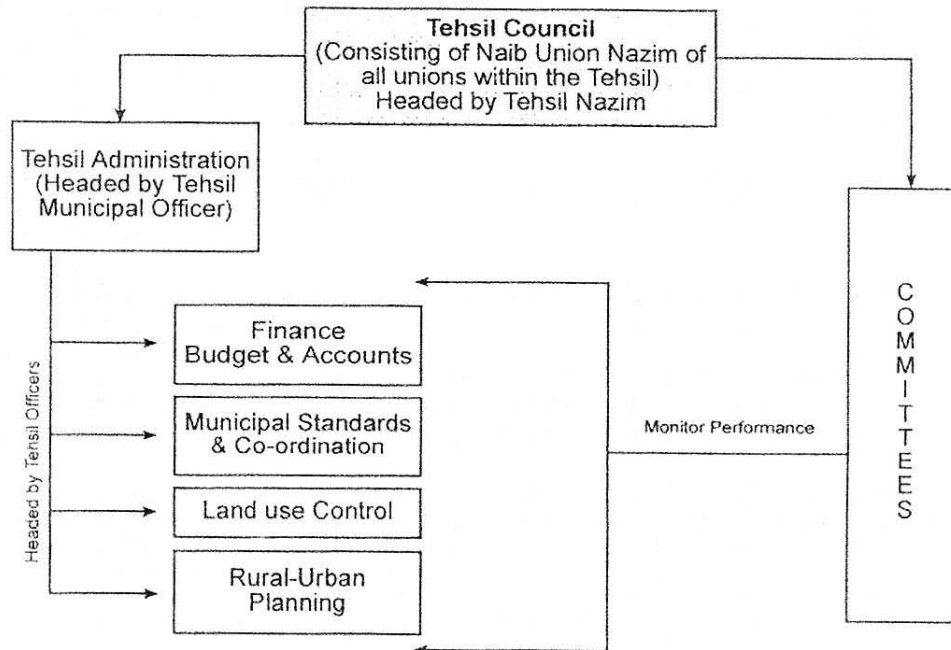 Tehsil Council
(Consisting of Naib Union Nazim of
all unions within the Tehsil)
Headed by Tehsil Nazim
Tehsil Administration
(Headed by Tehsil
Municipal Officer)
Headed by Tehsil Officers
Finance
Budget & Accounts
Municipal Standards
& Co-ordination
Land use Control
Rural-Urban
Planning
Monitor Performance
COMMITTEES